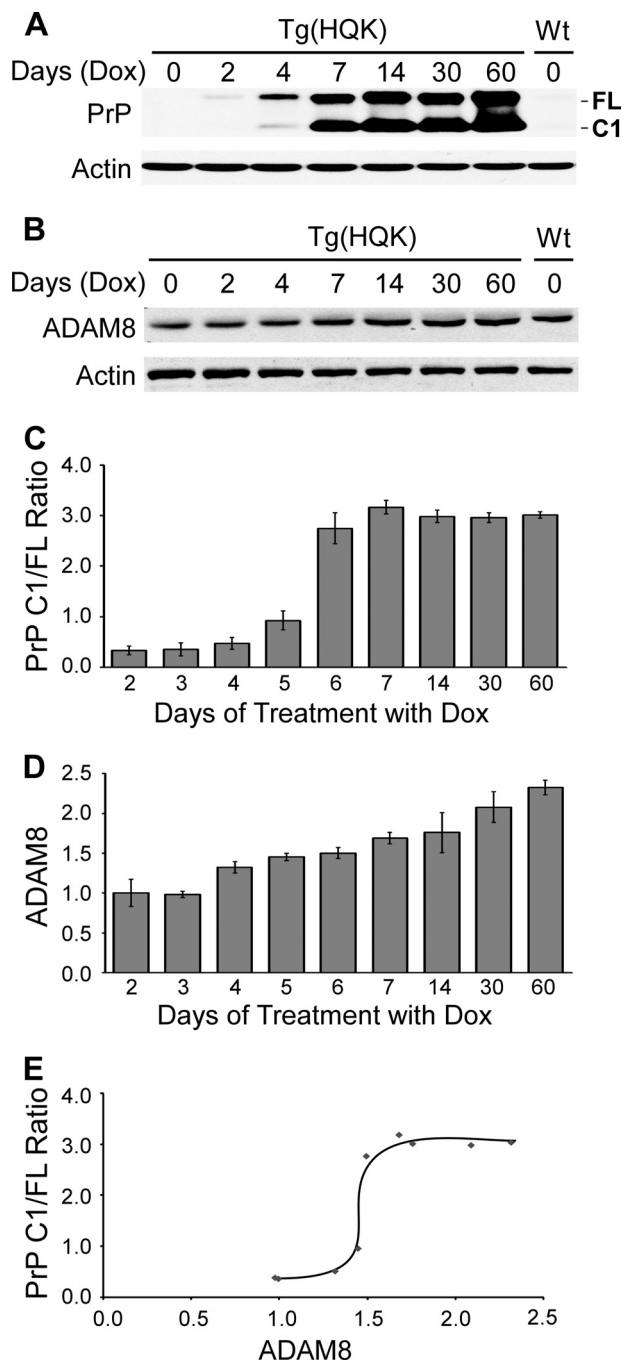 A
Tg(HQK) Wt
Days (Dox) 0 2 4 7 14 30 60 0
PrP
-FL
-C1
Actin
B
Tg(HQK) Wt
Days (Dox) 0 2 4 7 14 30 60 0
ADAM8
Actin
C
PrP C1/FL Ratio
4.0
3.0
2.0
1.0
0.0
2 3 4 5 6 7 14 30 60
Days of Treatment with Dox
D
ADAM8
2.5
2.0
1.5
1.0
0.5
0.0
2 3 4 5 6 7 14 30 60
Days of Treatment with Dox
E
PrP C1/FL Ratio
4.0
3.0
2.0
1.0
0.0
0.0 0.5 1.0 1.5 2.0 2.5
ADAM8